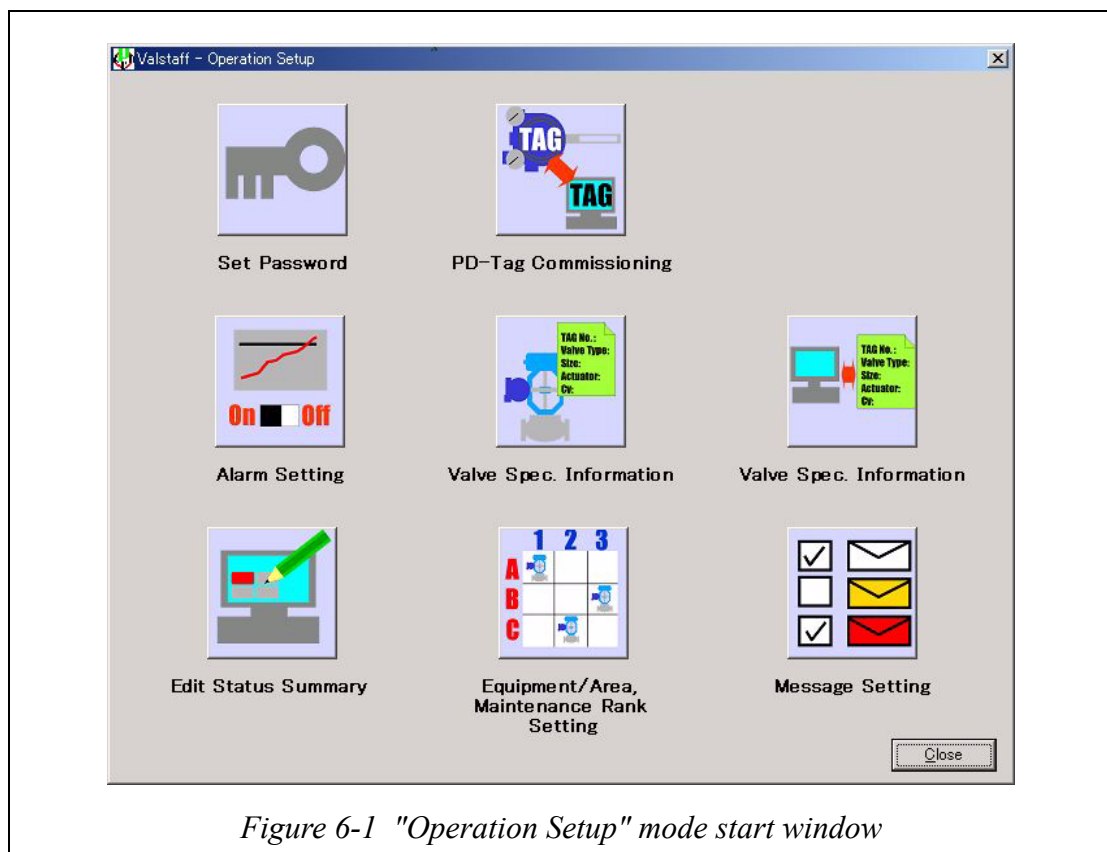 Valstaff - Operation Setup
TAG
TAG
Set Password
PD-Tag Commissioning
TAG No.:
Valve Type:
Size:
Actuator:
Cv:
TAG No.:
Valve Type:
Size:
Actuator:
Cv:
On Off
Alarm Setting
Valve Spec. Information
Valve Spec. Information
1 2 3
A
B
C
Edit Status Summary
Equipment/Area,
Maintenance Rank
Setting
Message Setting
Close
Figure 6-1 "Operation Setup" mode start window